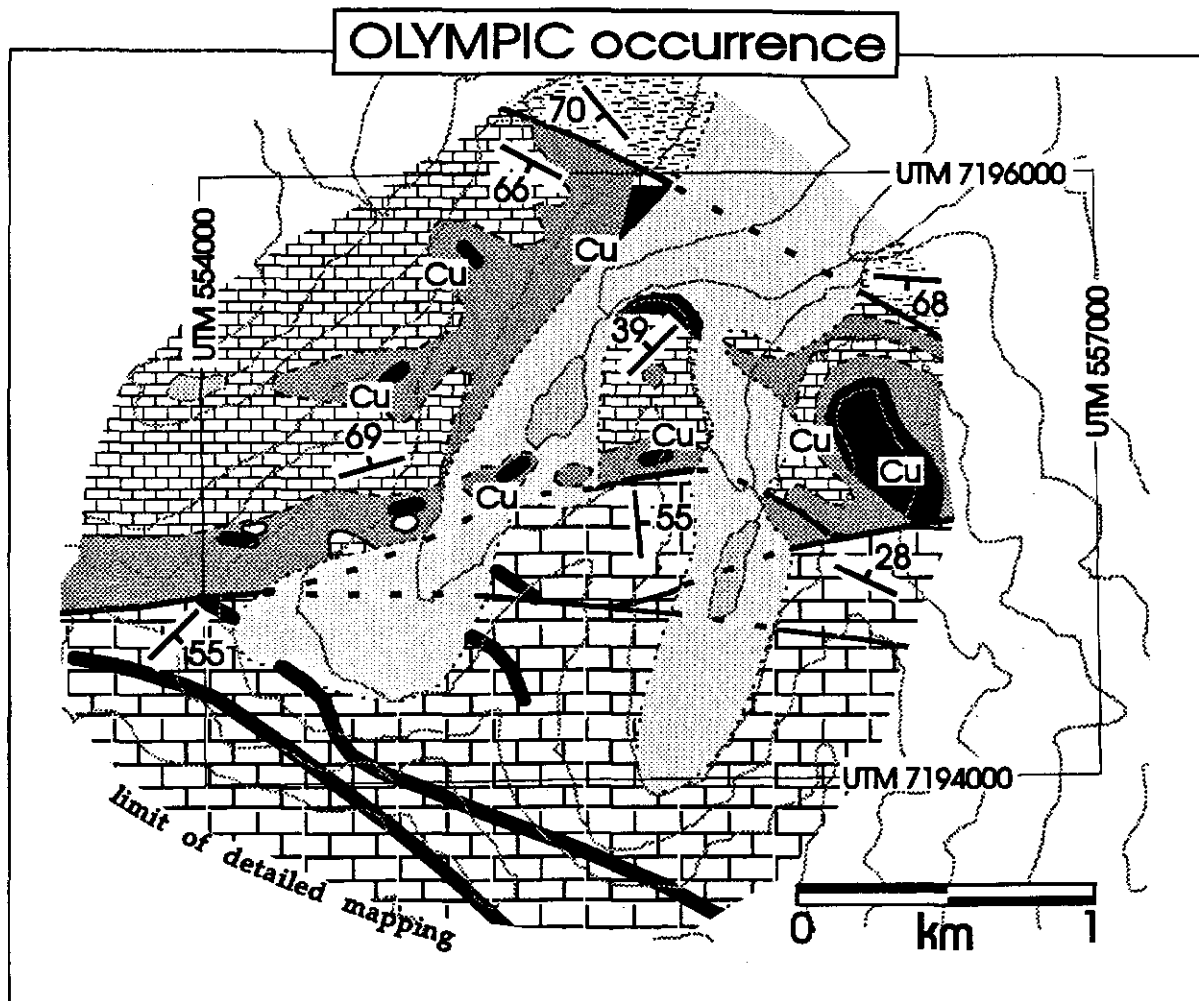 OLYMPIC occurrence
70
66
UTM 7196000
UTM 554000
Cu
Cu
68
39
UTM 557000
Cu
69
Cu
Cu
Cu
Cu
55
28
55
UTM 7194000
limit of detailed mapping
0 km 1